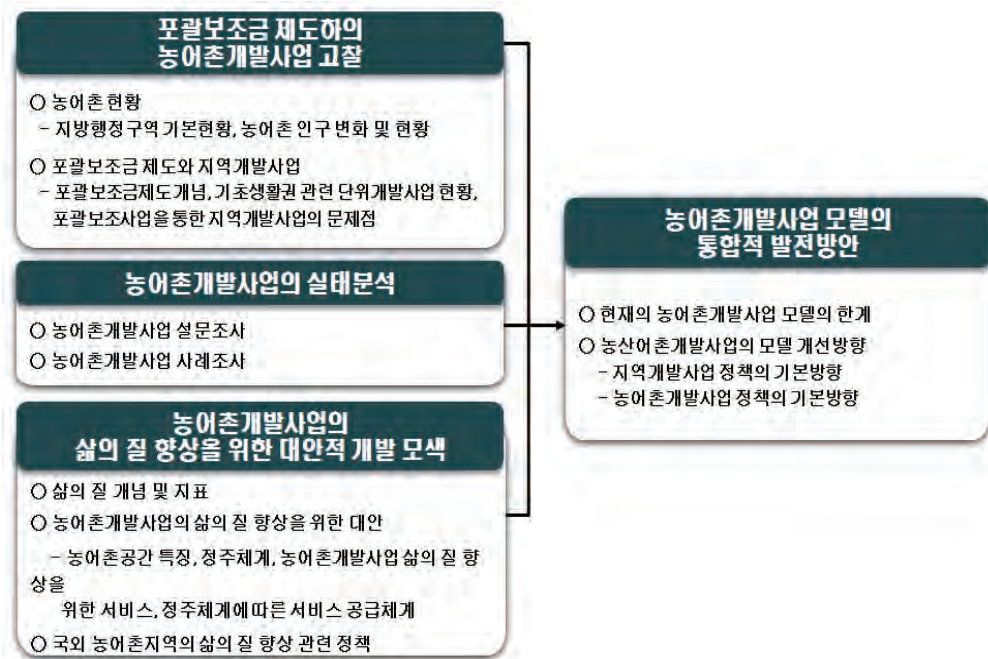 포괄보조금 제도하의
농어촌개발사업 고찰
○ 농어촌 현황
- 지방행정구역 기본현황, 농어촌 인구 변화 및 현황
○ 포괄보조금 제도와 지역개발사업
- 포괄보조금제도개념, 기초생활권 관련 단위개발사업 현황,
포괄보조사업을 통한 지역개발사업의 문제점
농어촌개발사업의 실태분석
○ 농어촌개발사업 설문조사
○ 농어촌개발사업 사례조사
농어촌개발사업의
삶의 질 향상을 위한 대안적 개발 모색
○ 삶의 질 개념 및 지표
○ 농어촌개발사업의 삶의 질 향상을 위한 대안
- 농어촌공간 특징, 정주체계, 농어촌개발사업 삶의 질 향
상을
위한 서비스, 정주체계에 따른 서비스 공급체계
○ 국외 농어촌지역의 삶의 질 향상 관련 정책
농어촌개발사업 모델의
통합적 발전방안
○ 현재의 농어촌개발사업 모델의 한계
○ 농산어촌개발사업의 모델 개선방향
- 지역개발사업 정책의 기본방향
- 농어촌개발사업 정책의 기본방향